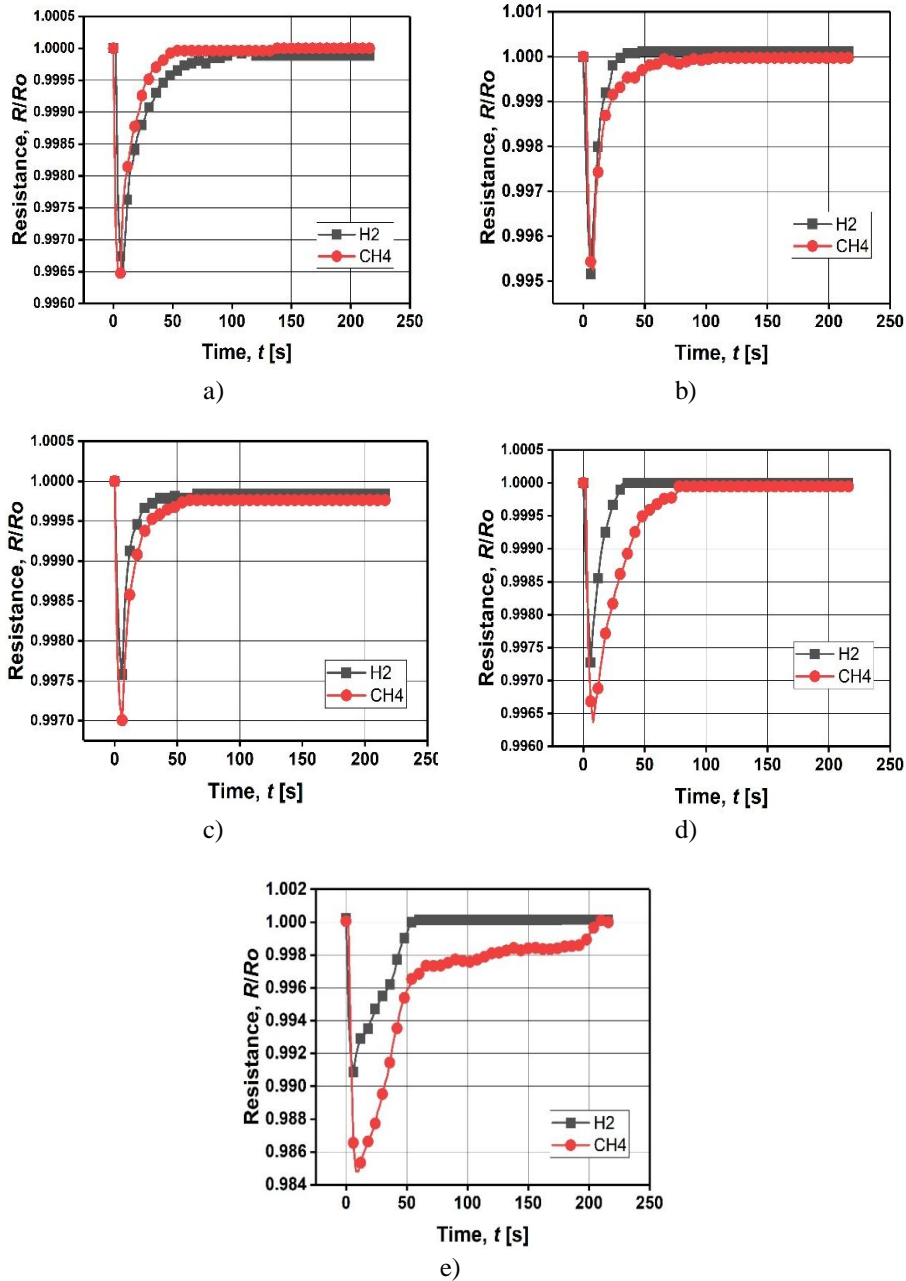 1.0005
1.0000
0.9995
0.9990
0.9985
0.9980
0.9975
0.9970
0.9965
0.9960
Resistance, R/Ro
H2
CH4
0 50 100 150 200 250
Time, t [s]
a)
1.001
1.000
0.999
0.998
0.997
0.996
0.995
Resistance, R/Ro
H2
CH4
0 50 100 150 200 250
Time, t [s]
b)
1.0005
1.0000
0.9995
0.9990
0.9985
0.9980
0.9975
0.9970
Resistance, R/Ro
H2
CH4
0 50 100 150 200 250
Time, t [s]
c)
1.0005
1.0000
0.9995
0.9990
0.9985
0.9980
0.9975
0.9970
0.9965
0.9960
Resistance, R/Ro
H2
CH4
0 50 100 150 200 250
Time, t [s]
d)
1.002
1.000
0.998
0.996
0.994
0.992
0.990
0.988
0.986
0.984
Resistance, R/Ro
H2
CH4
0 50 100 150 200 250
Time, t [s]
e)